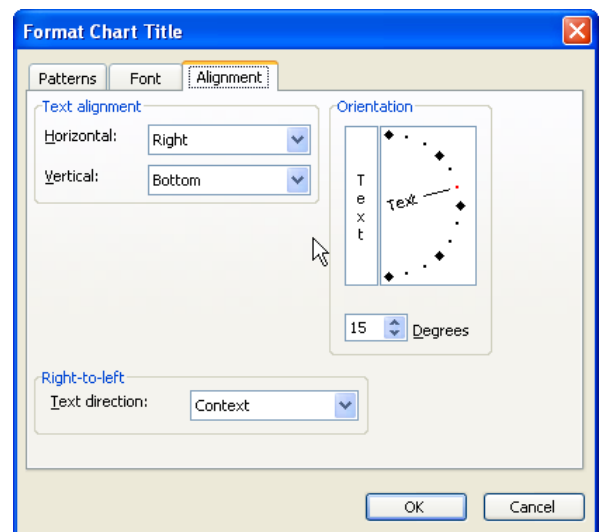 Format Chart Title
Patterns Font Alignment
Text alignment
Horizontal: Right
Vertical: Bottom
Orientation
T
e
x
t
Text
15 Degrees
Right-to-left
Text direction: Context
OK Cancel